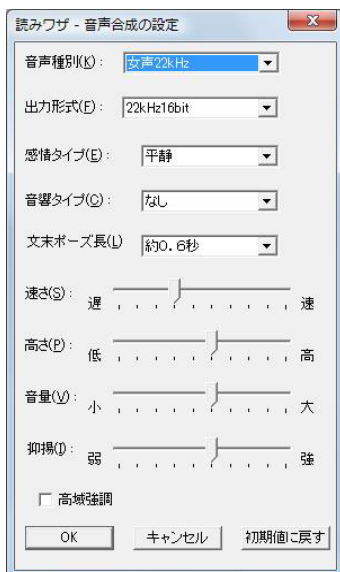 読みワザ - 音声合成の設定
音声種別(K): 女声22kHz
出力形式(F): 22kHz16bit
感情タイプ(E): 平静
音響タイプ(C): なし
文末ポーズ長(L) 約0.6秒
速さ(S): 遅 速
高さ(P): 低 高
音量(V): 小 大
抑揚(I): 弱 強
高域強調
OK キャンセル 初期値に戻す